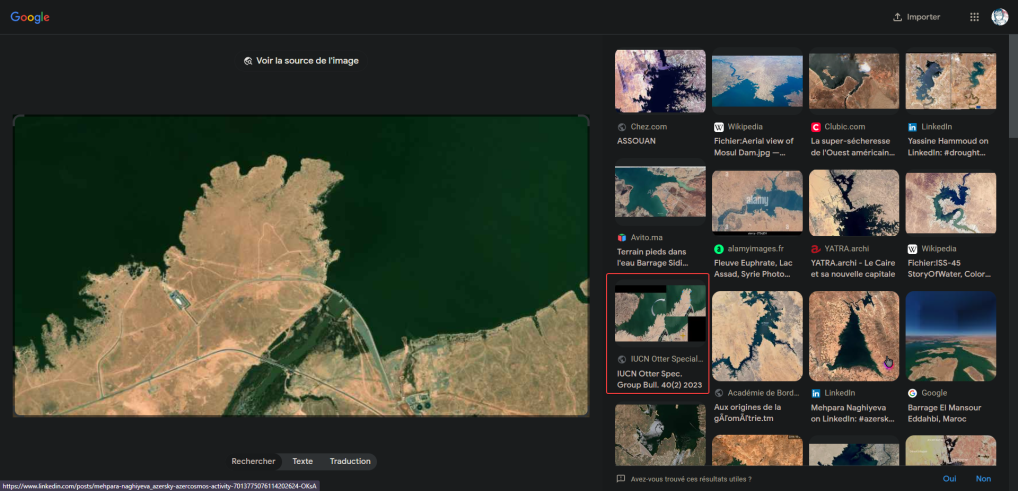 Google
Importer
Voir la source de l'image
Chez.com
ASSOUAN
W Wikipedia
Fichier:Aerial view of
Mosul Dam.jpg —...
C Clubic.com
La super-sécheresse
de l'Ouest américain...
in LinkedIn
Yassine Hammoud on
LinkedIn: #drought...
Avito.ma
Terrain pieds dans
l'eau Barrage Sidi...
alamy
alamyimages.fr
Fleuve Euphrate, Lac
Assad, Syrie Photo...
YATRA.archi
YATRA.archi - Le Caire
et sa nouvelle capitale
W Wikipedia
Fichier:ISS-45
StoryOfWater, Color...
IUCN Otter Special...
IUCN Otter Spec.
Group Bull. 40(2) 2023
Académie de Bord...
Aux origines de la
gÃ­Â©omÃ­Â©trie.tm
in LinkedIn
Mehpara Naghiyeva
on LinkedIn: #azersk...
G Google
Barrage El Mansour
Eddahbi, Maroc
Rechercher
Texte
Traduction
Avez-vous trouvé ces résultats utiles ?
Oui
Non
https://www.linkedin.com/posts/mehpara-naghiyeva_azersky-azercosmos-activity-7013775076114202624-OKsA